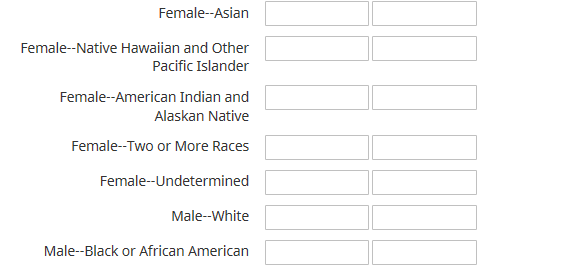 Female--Asian
Female--Native Hawaiian and Other
Pacific Islander
Female--American Indian and
Alaskan Native
Female--Two or More Races
Female--Undetermined
Male--White
Male--Black or African American